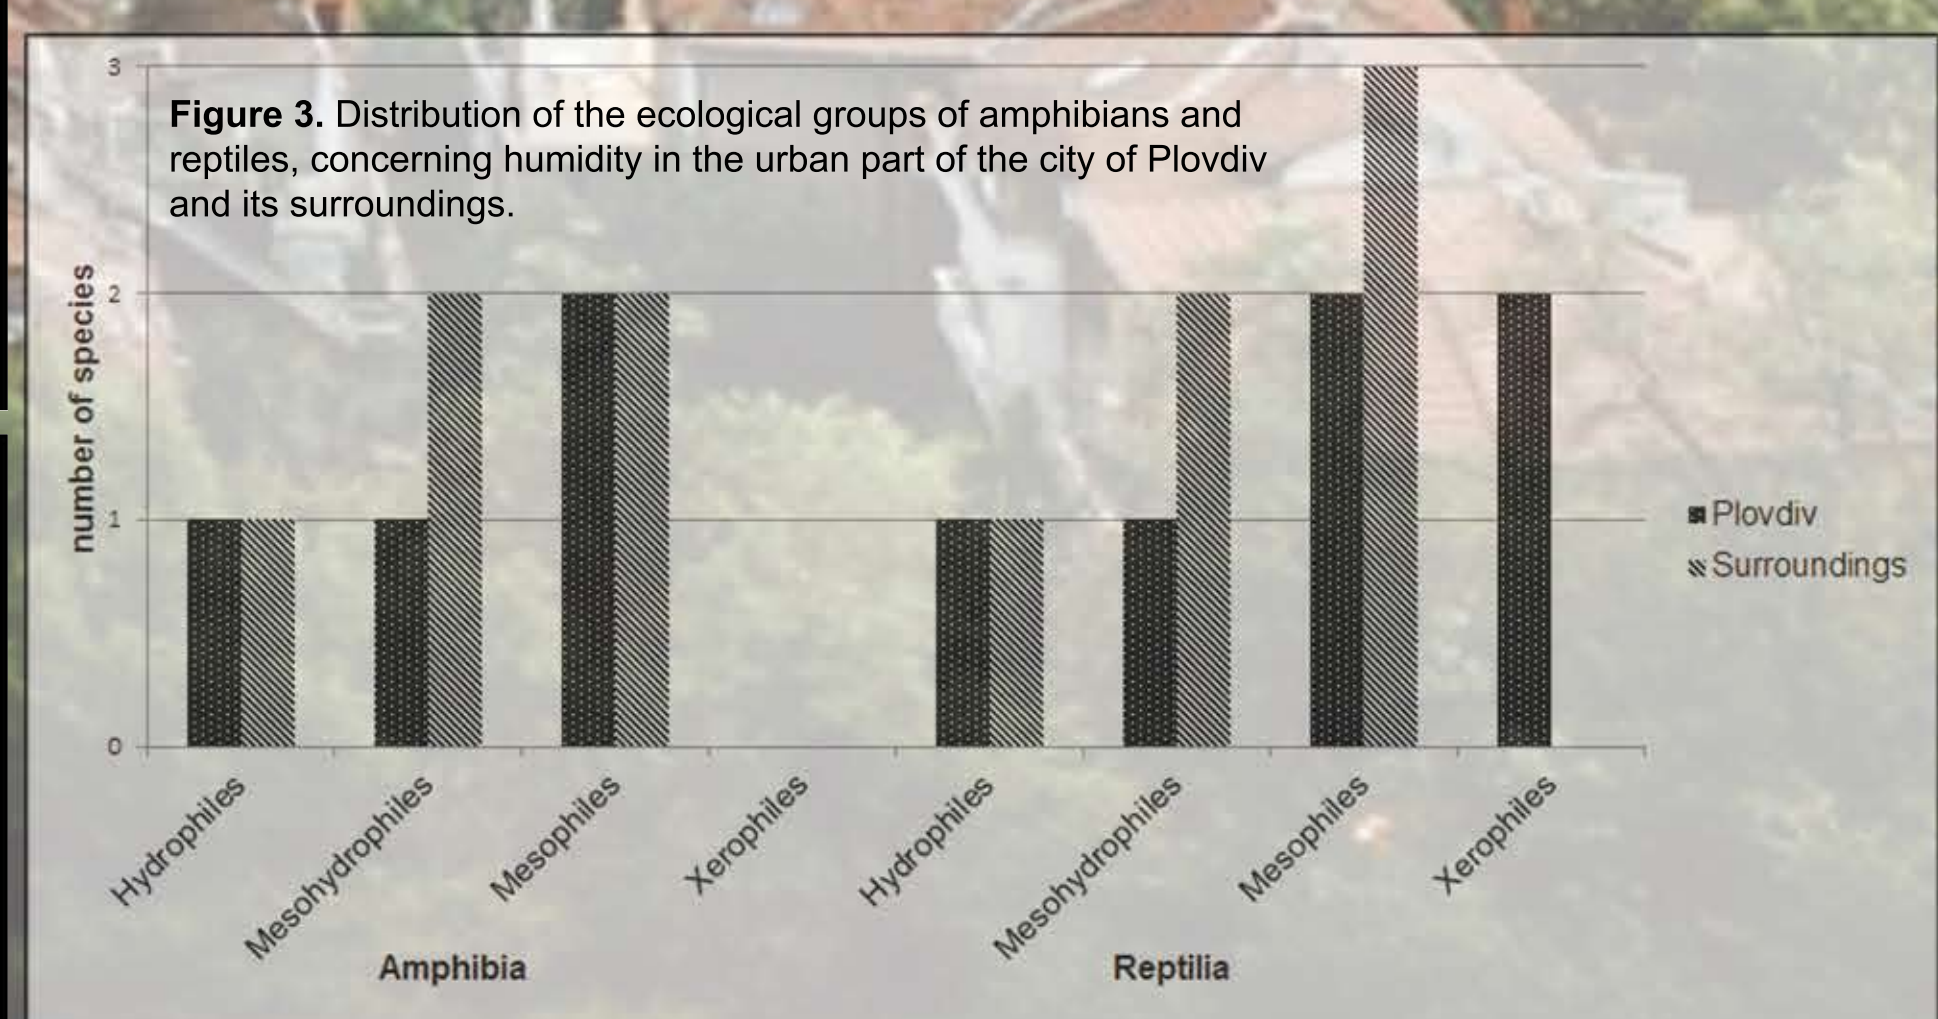 3
Figure 3. Distribution of the ecological groups of amphibians and
reptiles, concerning humidity in the urban part of the city of Plovdiv
and its surroundings.
number of species
2
1
0
Plovdiv
Surroundings
Hydrophiles
Mesohydrophiles
Mesophiles
Xerophiles
Hydrophiles
Mesohydrophiles
Mesophiles
Xerophiles
Amphibia
Reptilia